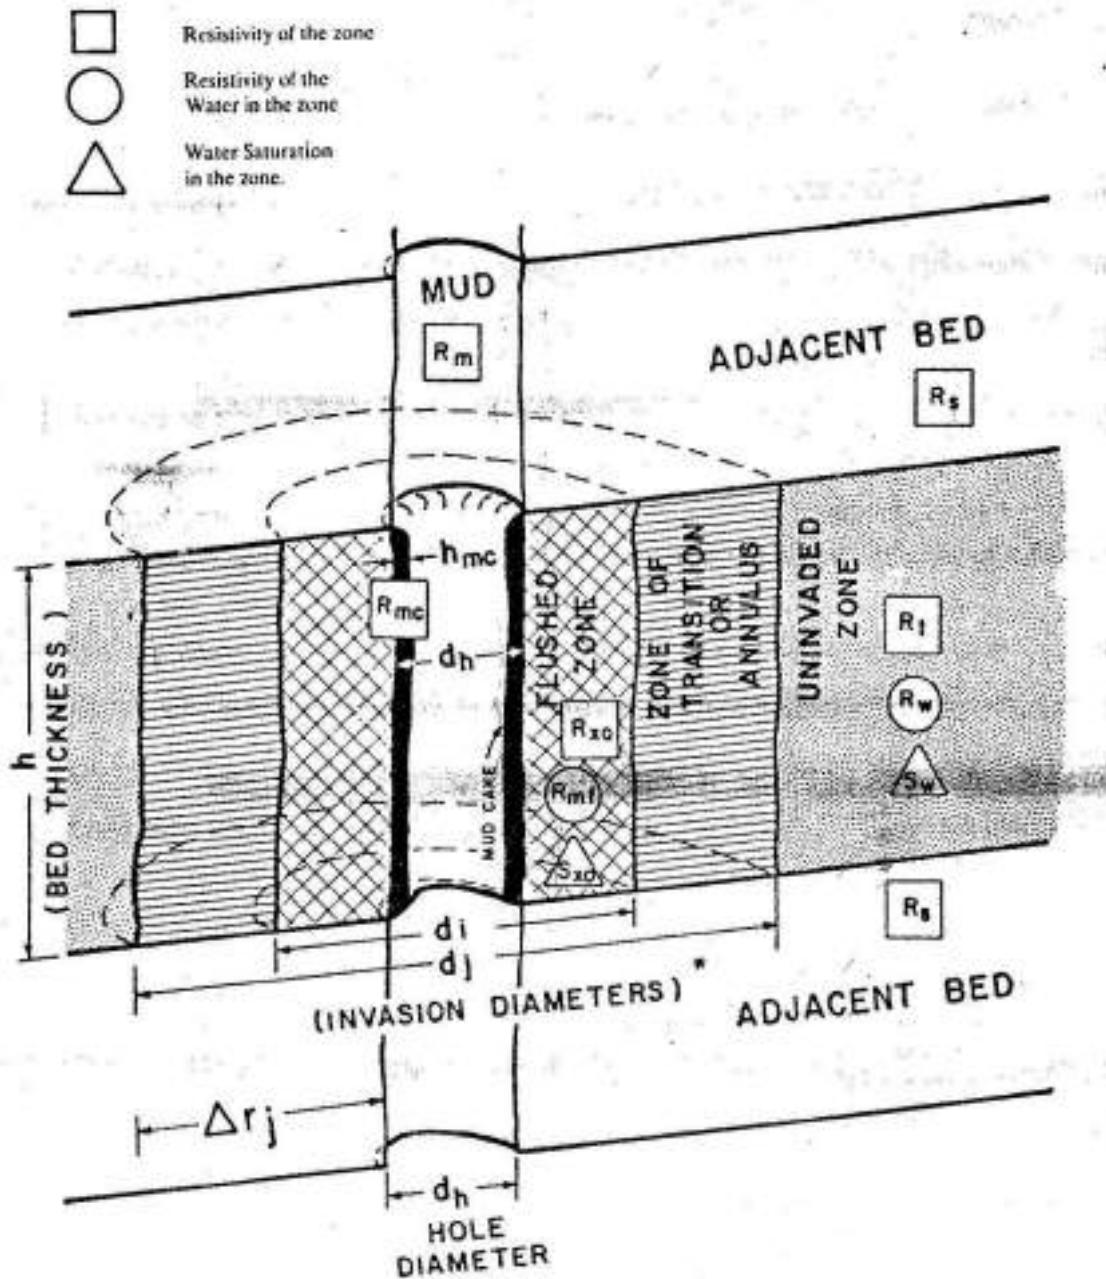 Resistivity of the zone
Resistivity of the
Water in the zone
Water Saturation
in the zone.
MUD
Rm
ADJACENT BED
Rs
hmc
Rmc
dh
FLUSHED
ZONE
ZONE OF
TRANSITION
OR
ANNULUS
UNINVADED
ZONE
Rt
Rw
Sw
Rxo
Rmf
Sxo
MUD CAKE
h
(BED THICKNESS)
Rs
di
dj
(INVASION DIAMETERS)*
ADJACENT BED
Δrj
dh
HOLE
DIAMETER